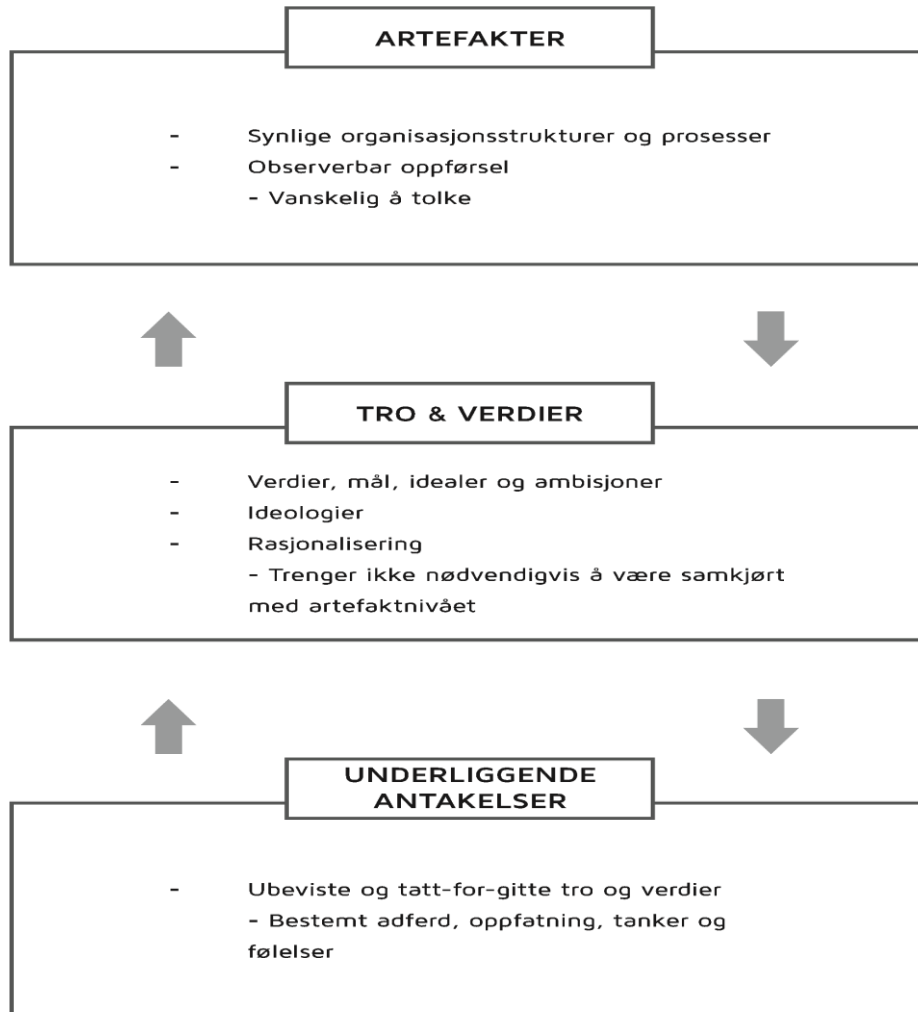 ARTEFAKTER
- Synlige organisasjonsstrukturer og prosesser
- Observerbar oppførsel
- Vanskelig å tolke
TRO & VERDIER
- Verdier, mål, idealer og ambisjoner
- Ideologier
- Rasjonalisering
- Trenger ikke nødvendigvis å være samkjørt
med artefaktnivået
UNDERLIGGENDE
ANTAKELSER
- Ubeviste og tatt-for-gitte tro og verdier
- Bestemt adferd, oppfatning, tanker og
følelser